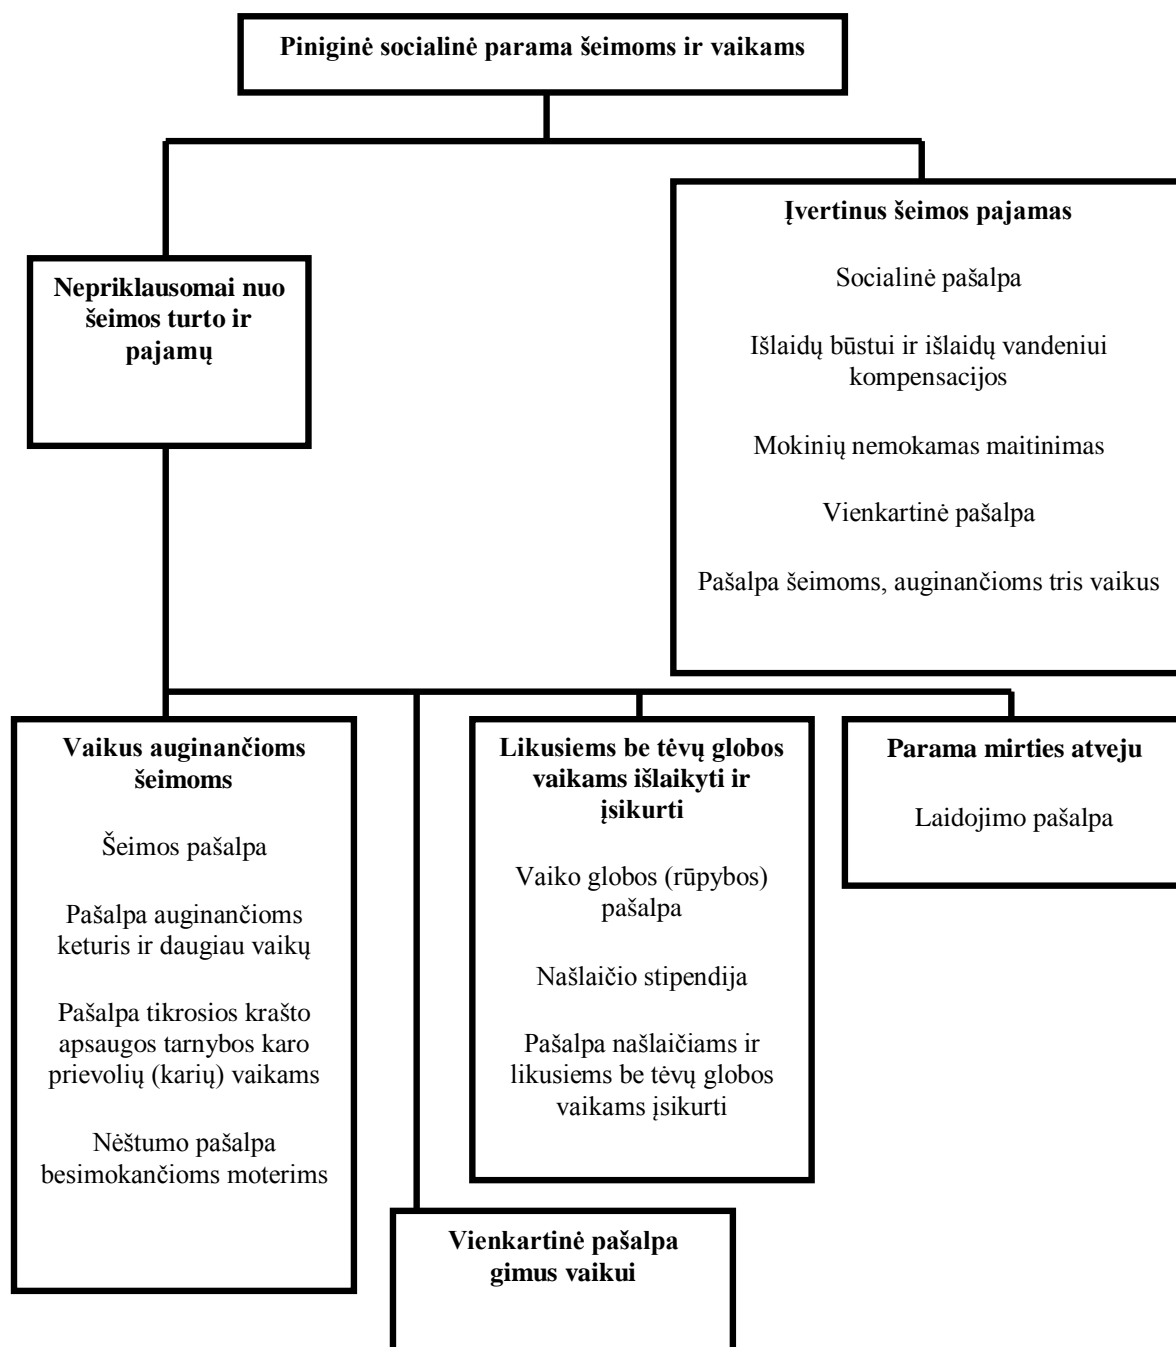 Piniginė socialinė parama šeimoms ir vaikams
Įvertinus šeimos pajamas
Socialinė pašalpa
Išlaidų būstui ir išlaidų vandeniui
kompensacijos
Mokinių nemokamas maitinimas
Vienkartinė pašalpa
Pašalpa šeimoms, auginančioms tris vaikus
Nepriklausomai nuo
šeimos turto ir
pajamų
Vaikus auginančioms
šeimoms
Šeimos pašalpa
Pašalpa auginančioms
keturis ir daugiau vaikų
Pašalpa tikrosios krašto
apsaugos tarnybos karo
prievolių (karių) vaikams
Nėštumo pašalpa
besimokančioms moterims
Likusiems be tėvų globos
vaikams išlaikyti ir
įsikurti
Vaiko globos (rūpybos)
pašalpa
Našlaičio stipendija
Pašalpa našlaičiams ir
likusiems be tėvų globos
vaikams įsikurti
Parama mirties atveju
Laidojimo pašalpa
Vienkartinė pašalpa
gimus vaikui